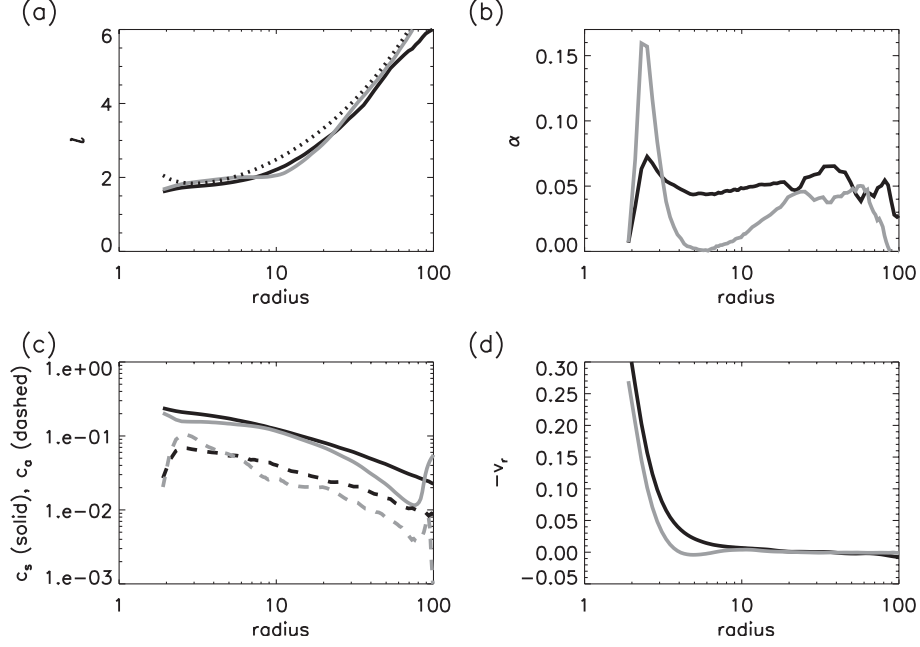 (a)
6
4
2
0
l
1
10
100
radius
(b)
0.15
0.10
0.05
0.00
α
1
10
100
radius
(c)
1.e+00
1.e−01
1.e−02
1.e−03
c_s (solid), c_a (dashed)
1
10
100
radius
(d)
0.30
0.25
0.20
0.15
0.10
0.05
0.00
−0.05
−v_r
1
10
100
radius